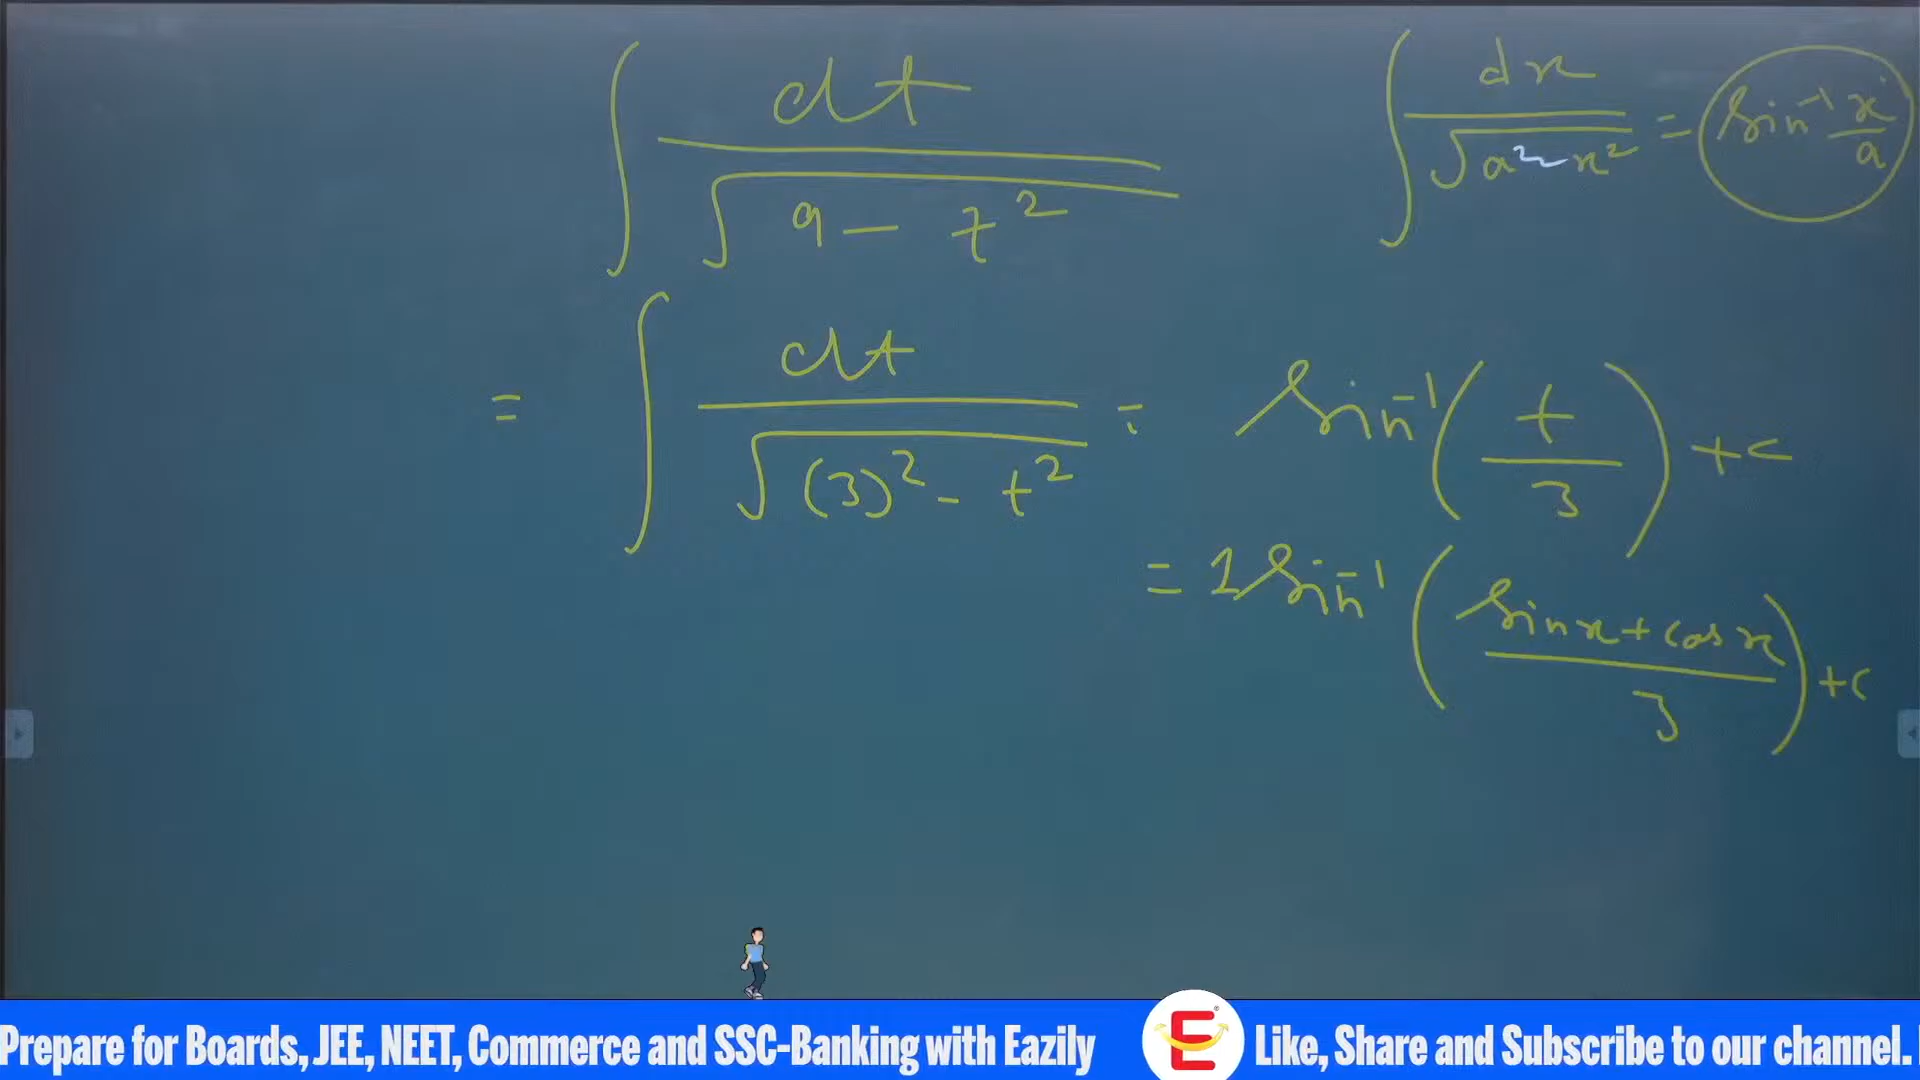 ∫ dt / √(9 − t²)
∫ dx / √(a² − x²) = sin⁻¹ x/a
= ∫ dt / √((3)² − t²) = sin⁻¹ (t/3) + c
= 1 sin⁻¹ ((sin x + cos x)/3) + c
Prepare for Boards, JEE, NEET, Commerce and SSC-Banking with Eazily
E
Like, Share and Subscribe to our channel.